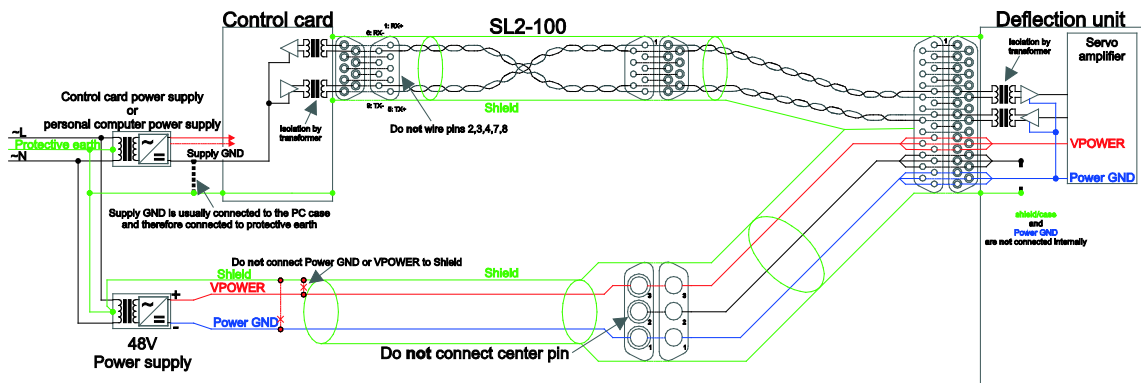 Control card
SL2-100
Deflection unit
6: RX-
1: RX+
1
1
Servo
amplifier
Isolation by
transformer
Control card power supply
or
personal computer power supply
9: TX-
5: TX+
Shield
Isolation by
transformer
Do not wire pins 2,3,4,7,8
~L
Protective earth
~N
Supply GND
VPOWER
Power GND
Supply GND is usually connected to the PC case
and therefore connected to protective earth
shield/case
and
Power GND
are not connected internally
Do not connect Power GND or VPOWER to Shield
Shield
Shield
VPOWER
+
Power GND
-
3
3
2
2
1
1
48V
Power supply
Do not connect center pin